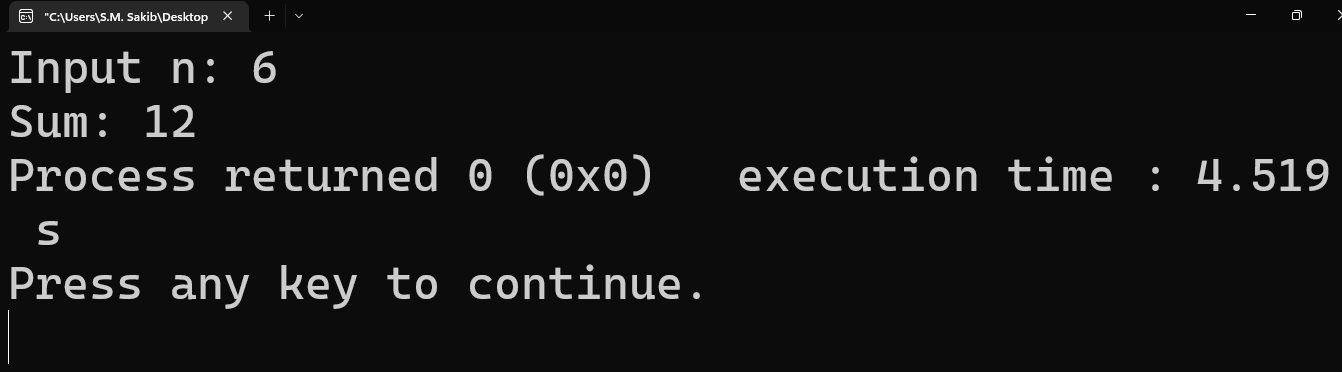 "C:\Users\S.M. Sakib\Desktop
Input n: 6
Sum: 12
Process returned 0 (0x0)   execution time : 4.519
 s
Press any key to continue.